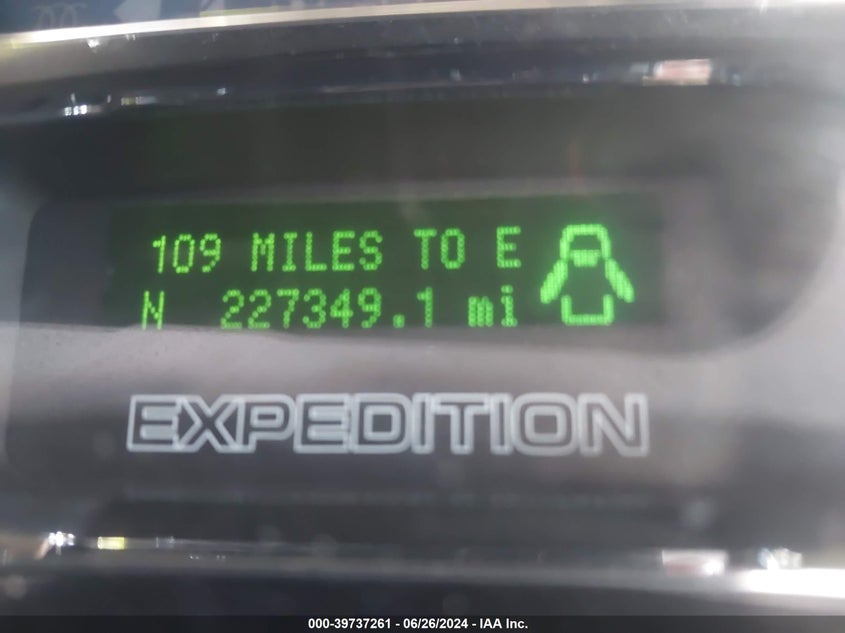 109 MILES TO E
N 227349.1 mi
EXPEDITION
000-39737261 - 06/26/2024 - IAA Inc.